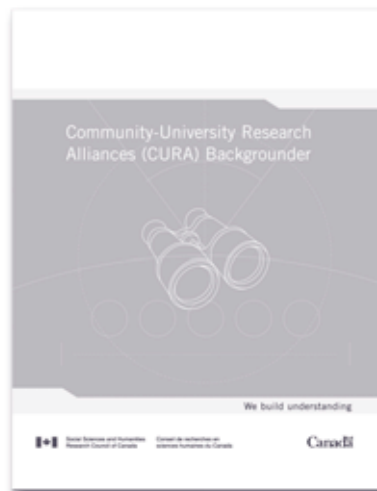 Community-University Research
Alliances (CURA) Backgrounder
We build understanding
Social Sciences and Humanities
Research Council of Canada
Conseil de recherches en
sciences humaines du Canada
Canada